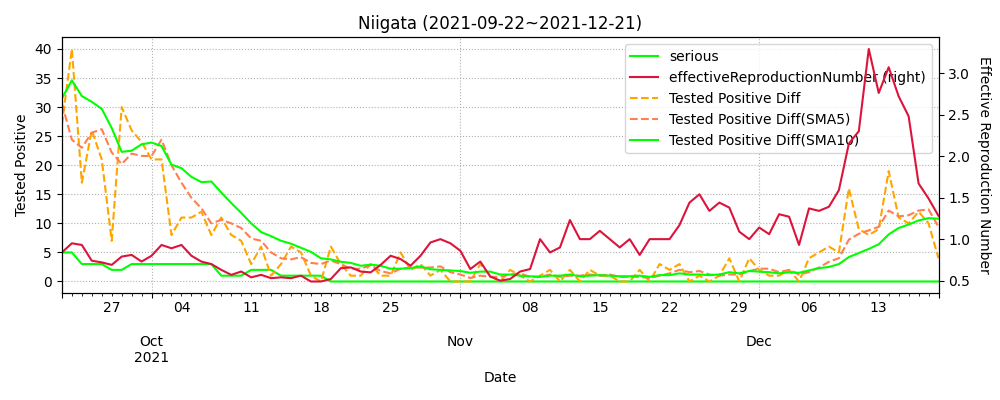 Niigata (2021-09-22~2021-12-21)
Tested Positive
40
35
30
25
20
15
10
5
0
serious
effectiveReproductionNumber (right)
Tested Positive Diff
Tested Positive Diff(SMA5)
Tested Positive Diff(SMA10)
3.0
2.5
2.0
1.5
1.0
0.5
Effective Reproduction Number
27 04 11 18 25 08 15 22 29 06 13
Oct Nov Dec
2021
Date